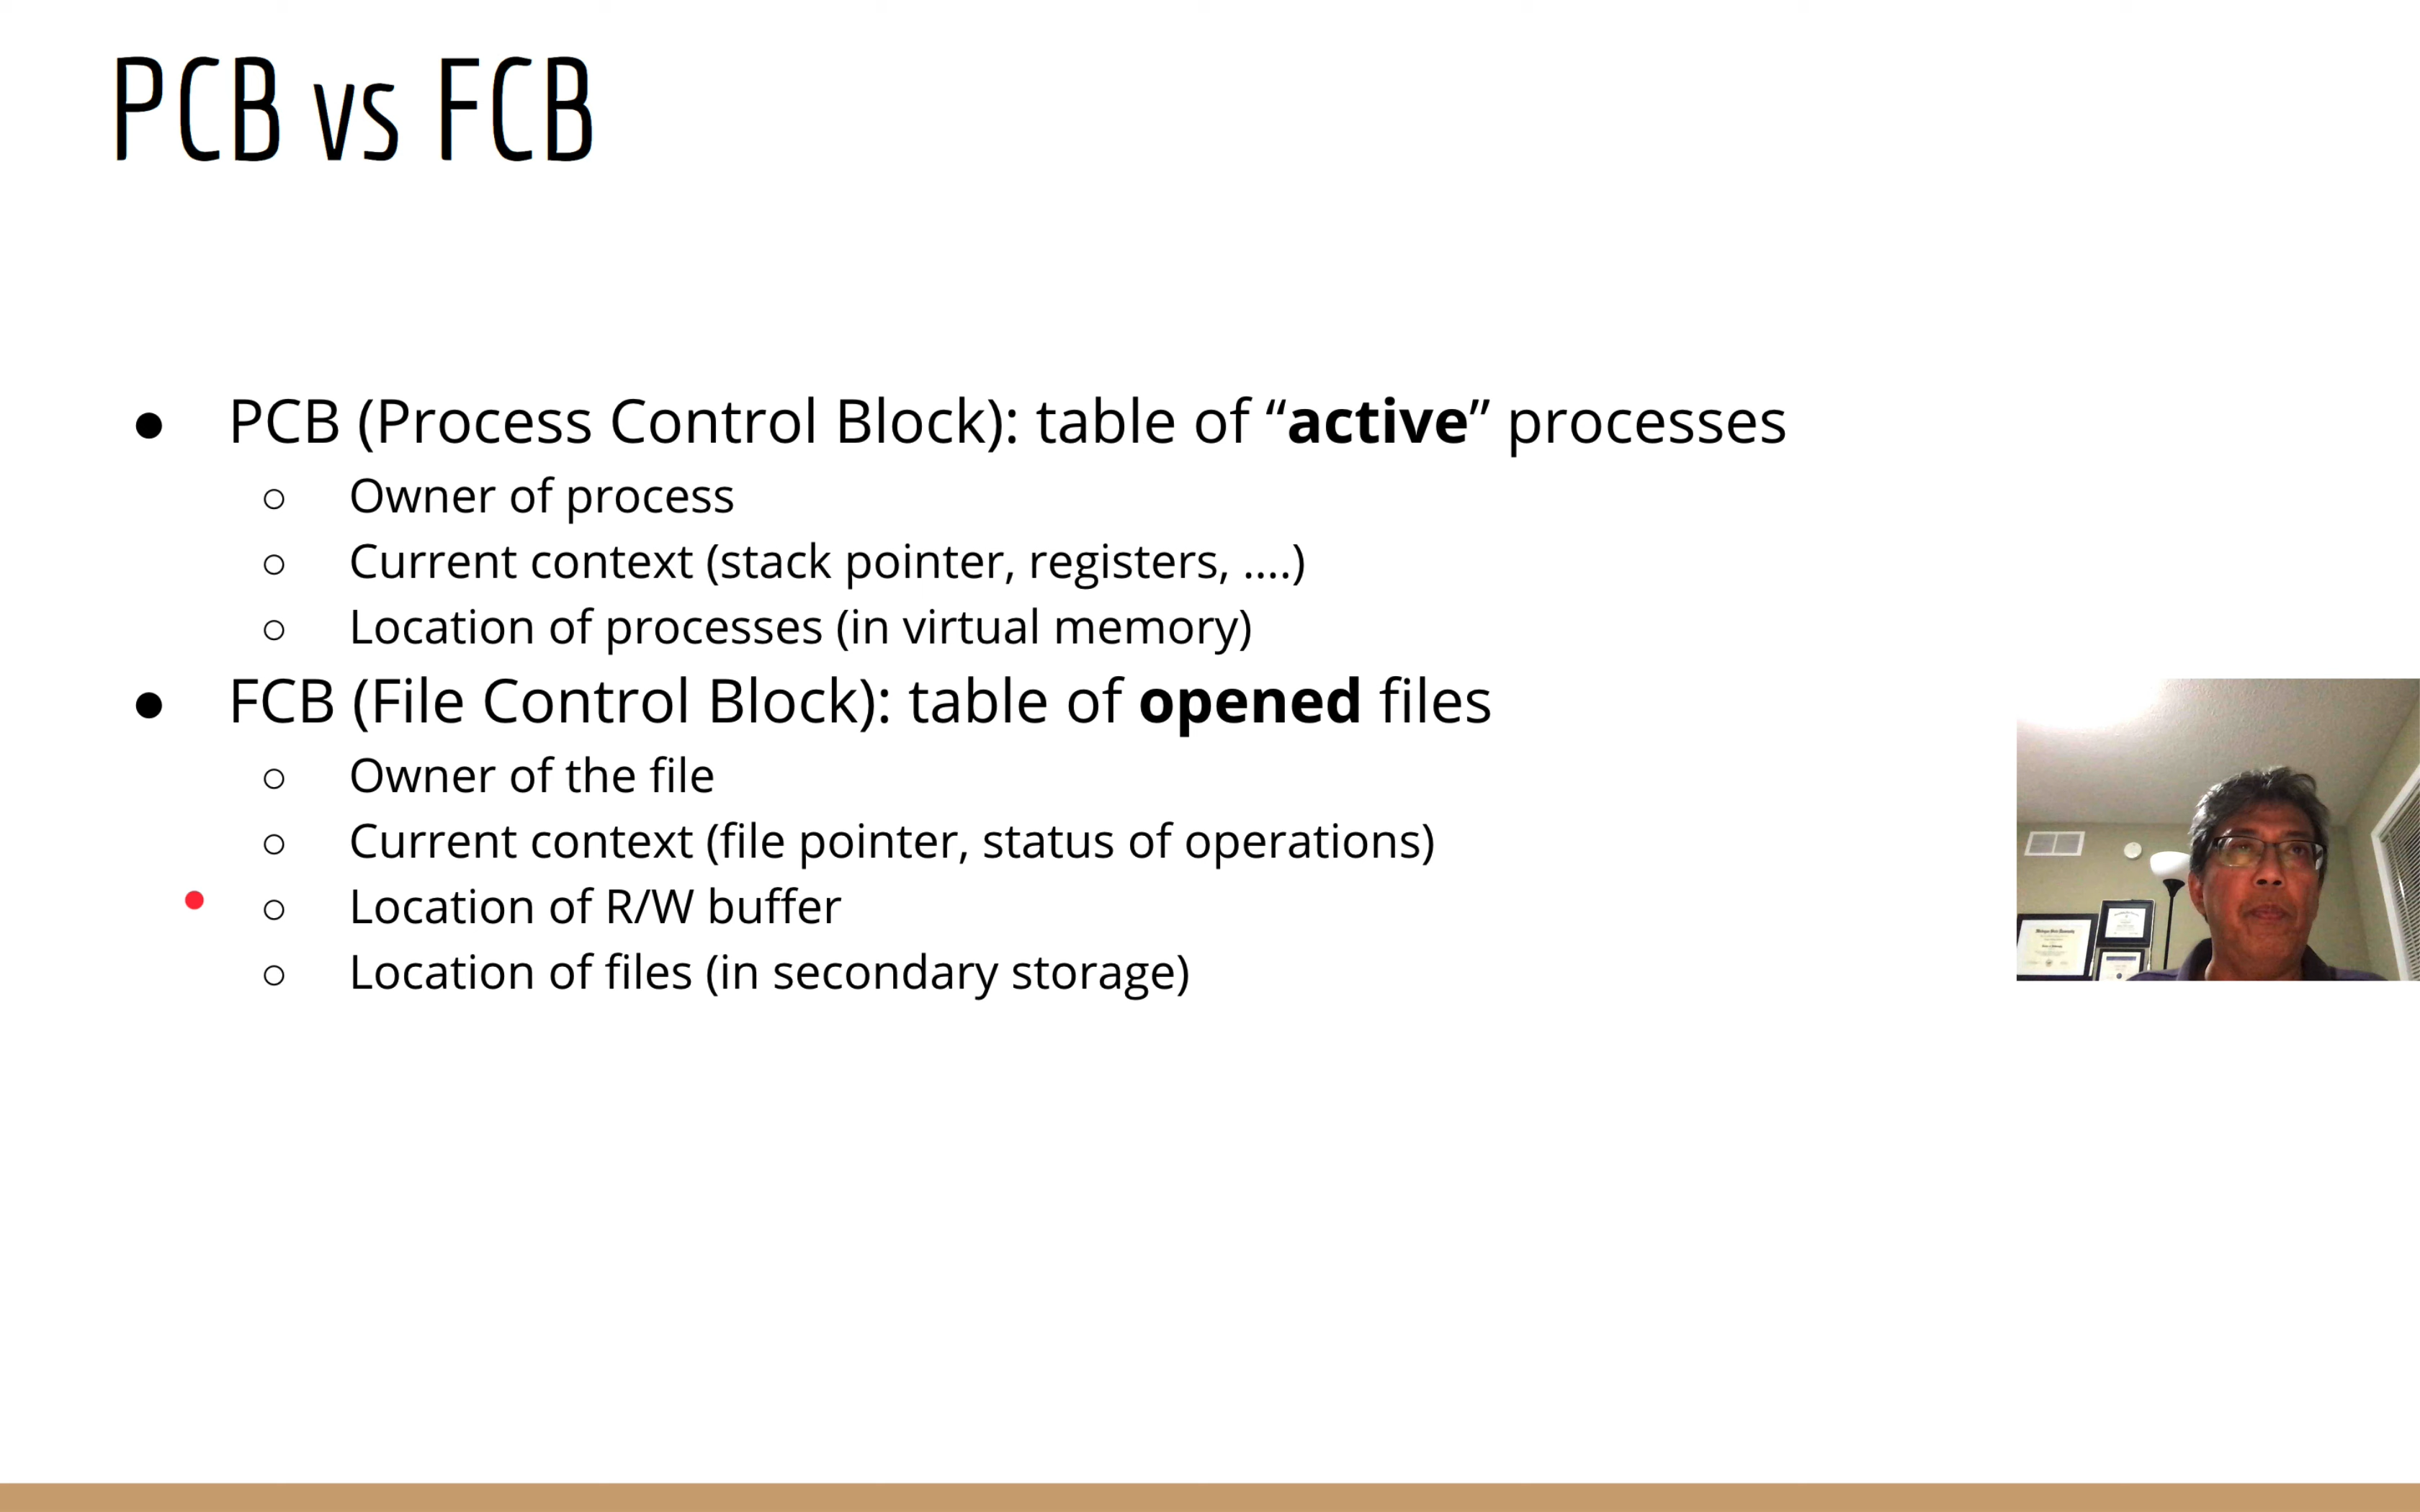 PCB vs FCB
● PCB (Process Control Block): table of “active” processes
○ Owner of process
○ Current context (stack pointer, registers, ....)
○ Location of processes (in virtual memory)
● FCB (File Control Block): table of opened files
○ Owner of the file
○ Current context (file pointer, status of operations)
○ Location of R/W buffer
○ Location of files (in secondary storage)